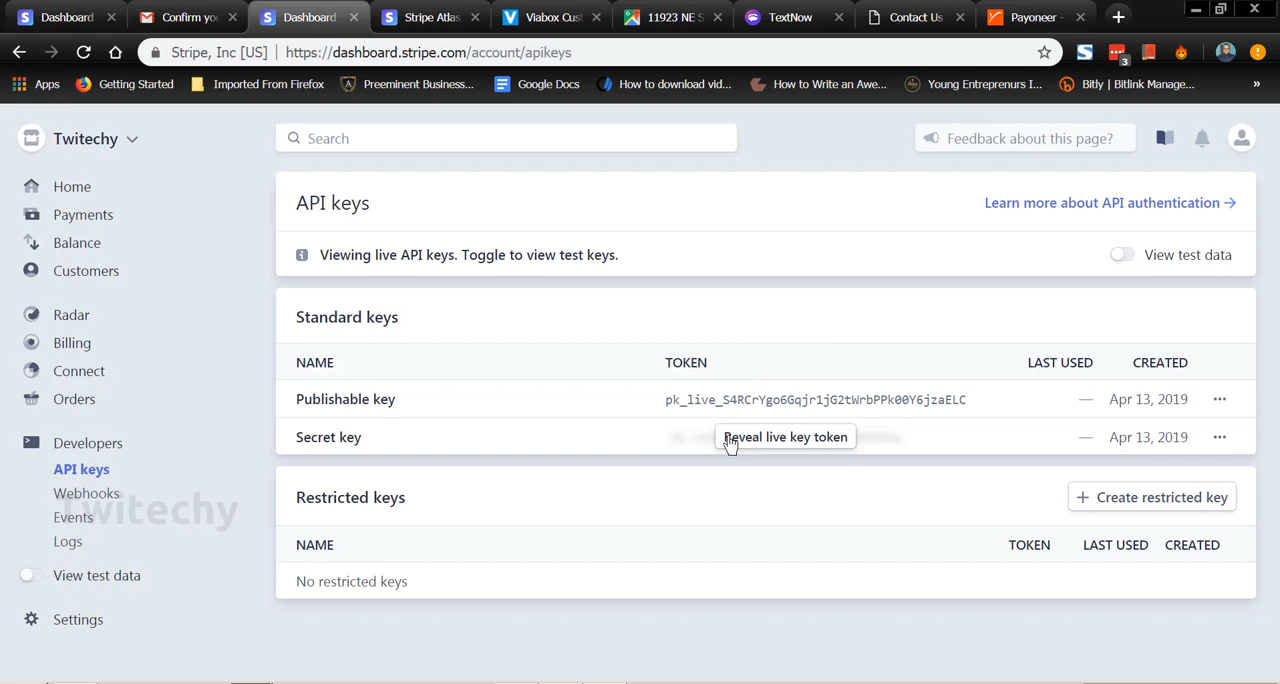 Dashboard
Confirm yo
Dashboard
Stripe Atlas
Viabox Cust
11923 NE S
TextNow
Contact Us
Payoneer -
Stripe, Inc [US] | https://dashboard.stripe.com/account/apikeys
3
Apps
Getting Started
Imported From Firefox
Preeminent Business...
Google Docs
How to download vid...
How to Write an Awe...
Young Entreprenurs I...
Bitly | Bitlink Manage...
»
Twitechy
Search
Feedback about this page?
Home
Payments
Balance
Customers
Radar
Billing
Connect
Orders
Developers
API keys
Webhooks
Events
Logs
View test data
Settings
Twitechy
API keys
Learn more about API authentication →
Viewing live API keys. Toggle to view test keys.
View test data
Standard keys
NAME TOKEN LAST USED CREATED
Publishable key pk_live_S4RCrYgo6Gqjr1jG2tWrbPPk00Y6jzaELC — Apr 13, 2019
Secret key Reveal live key token — Apr 13, 2019
Restricted keys
+ Create restricted key
NAME TOKEN LAST USED CREATED
No restricted keys